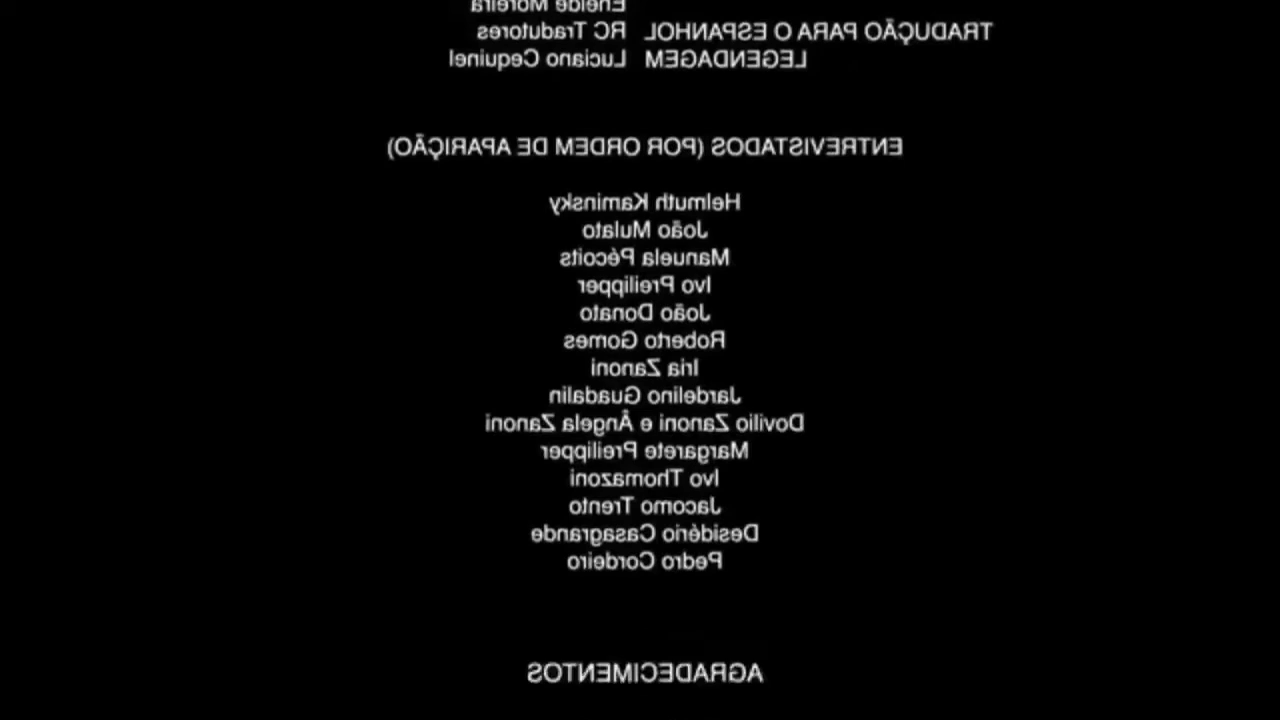 Eneide Moreira
TRADUÇÃO PARA O ESPANHOL RC Tradutores
LEGENDAGEM Luciano Cequinel
ENTREVISTADOS (POR ORDEM DE APARIÇÃO)
Helmuth Kaminsky
João Mulato
Manuela Pécoits
Ivo Preilipper
João Donato
Roberto Gomes
Iria Zanoni
Jardelino Guadalin
Dovilio Zanoni e Ângela Zanoni
Margarete Preilipper
Ivo Thomazoni
Jacomo Trento
Desidério Casagrande
Pedro Cordeiro
AGRADECIMENTOS